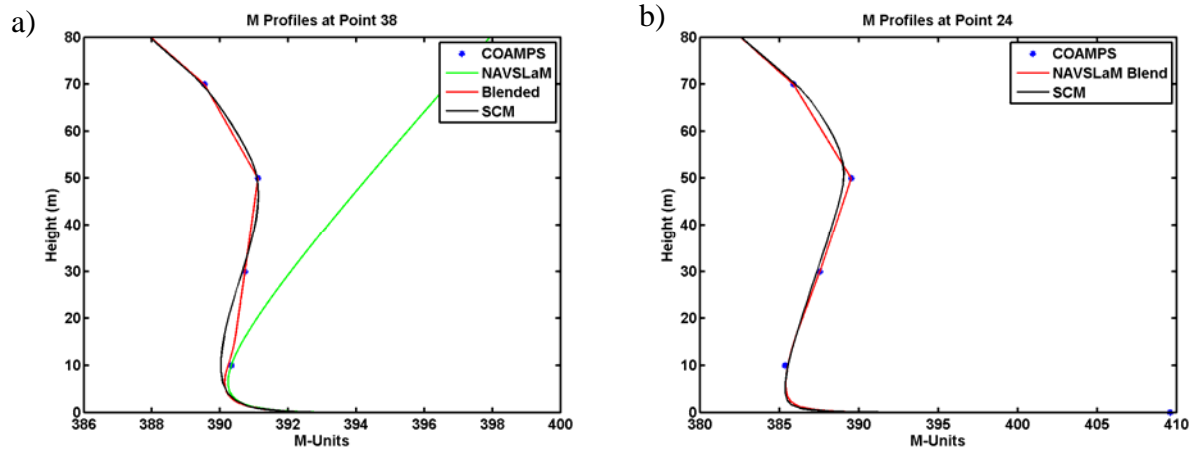 a)
M Profiles at Point 38
80
70
60
50
40
30
20
10
0
Height (m)
COAMPS
NAVSLaM
Blended
SCM
386 388 390 392 394 396 398 400
M-Units
b)
M Profiles at Point 24
80
70
60
50
40
30
20
10
0
Height (m)
COAMPS
NAVSLaM Blend
SCM
380 385 390 395 400 405 410
M-Units